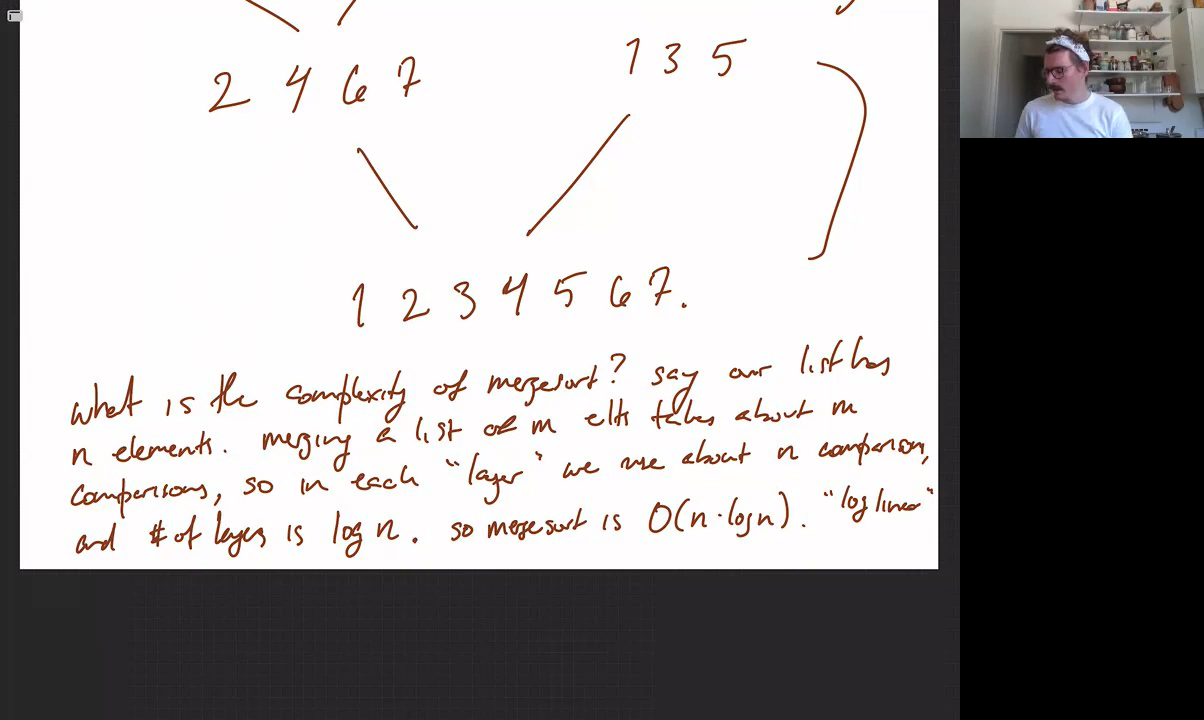 2 4 6 7
1 3 5
1 2 3 4 5 6 7.
what is the complexity of mergesort? say our list has
n elements. merging a list of m elts takes about m
comparisons, so in each "layer" we use about n comparisons,
and # of layers is log n. so mergesort is O(n·logn). "log linear"